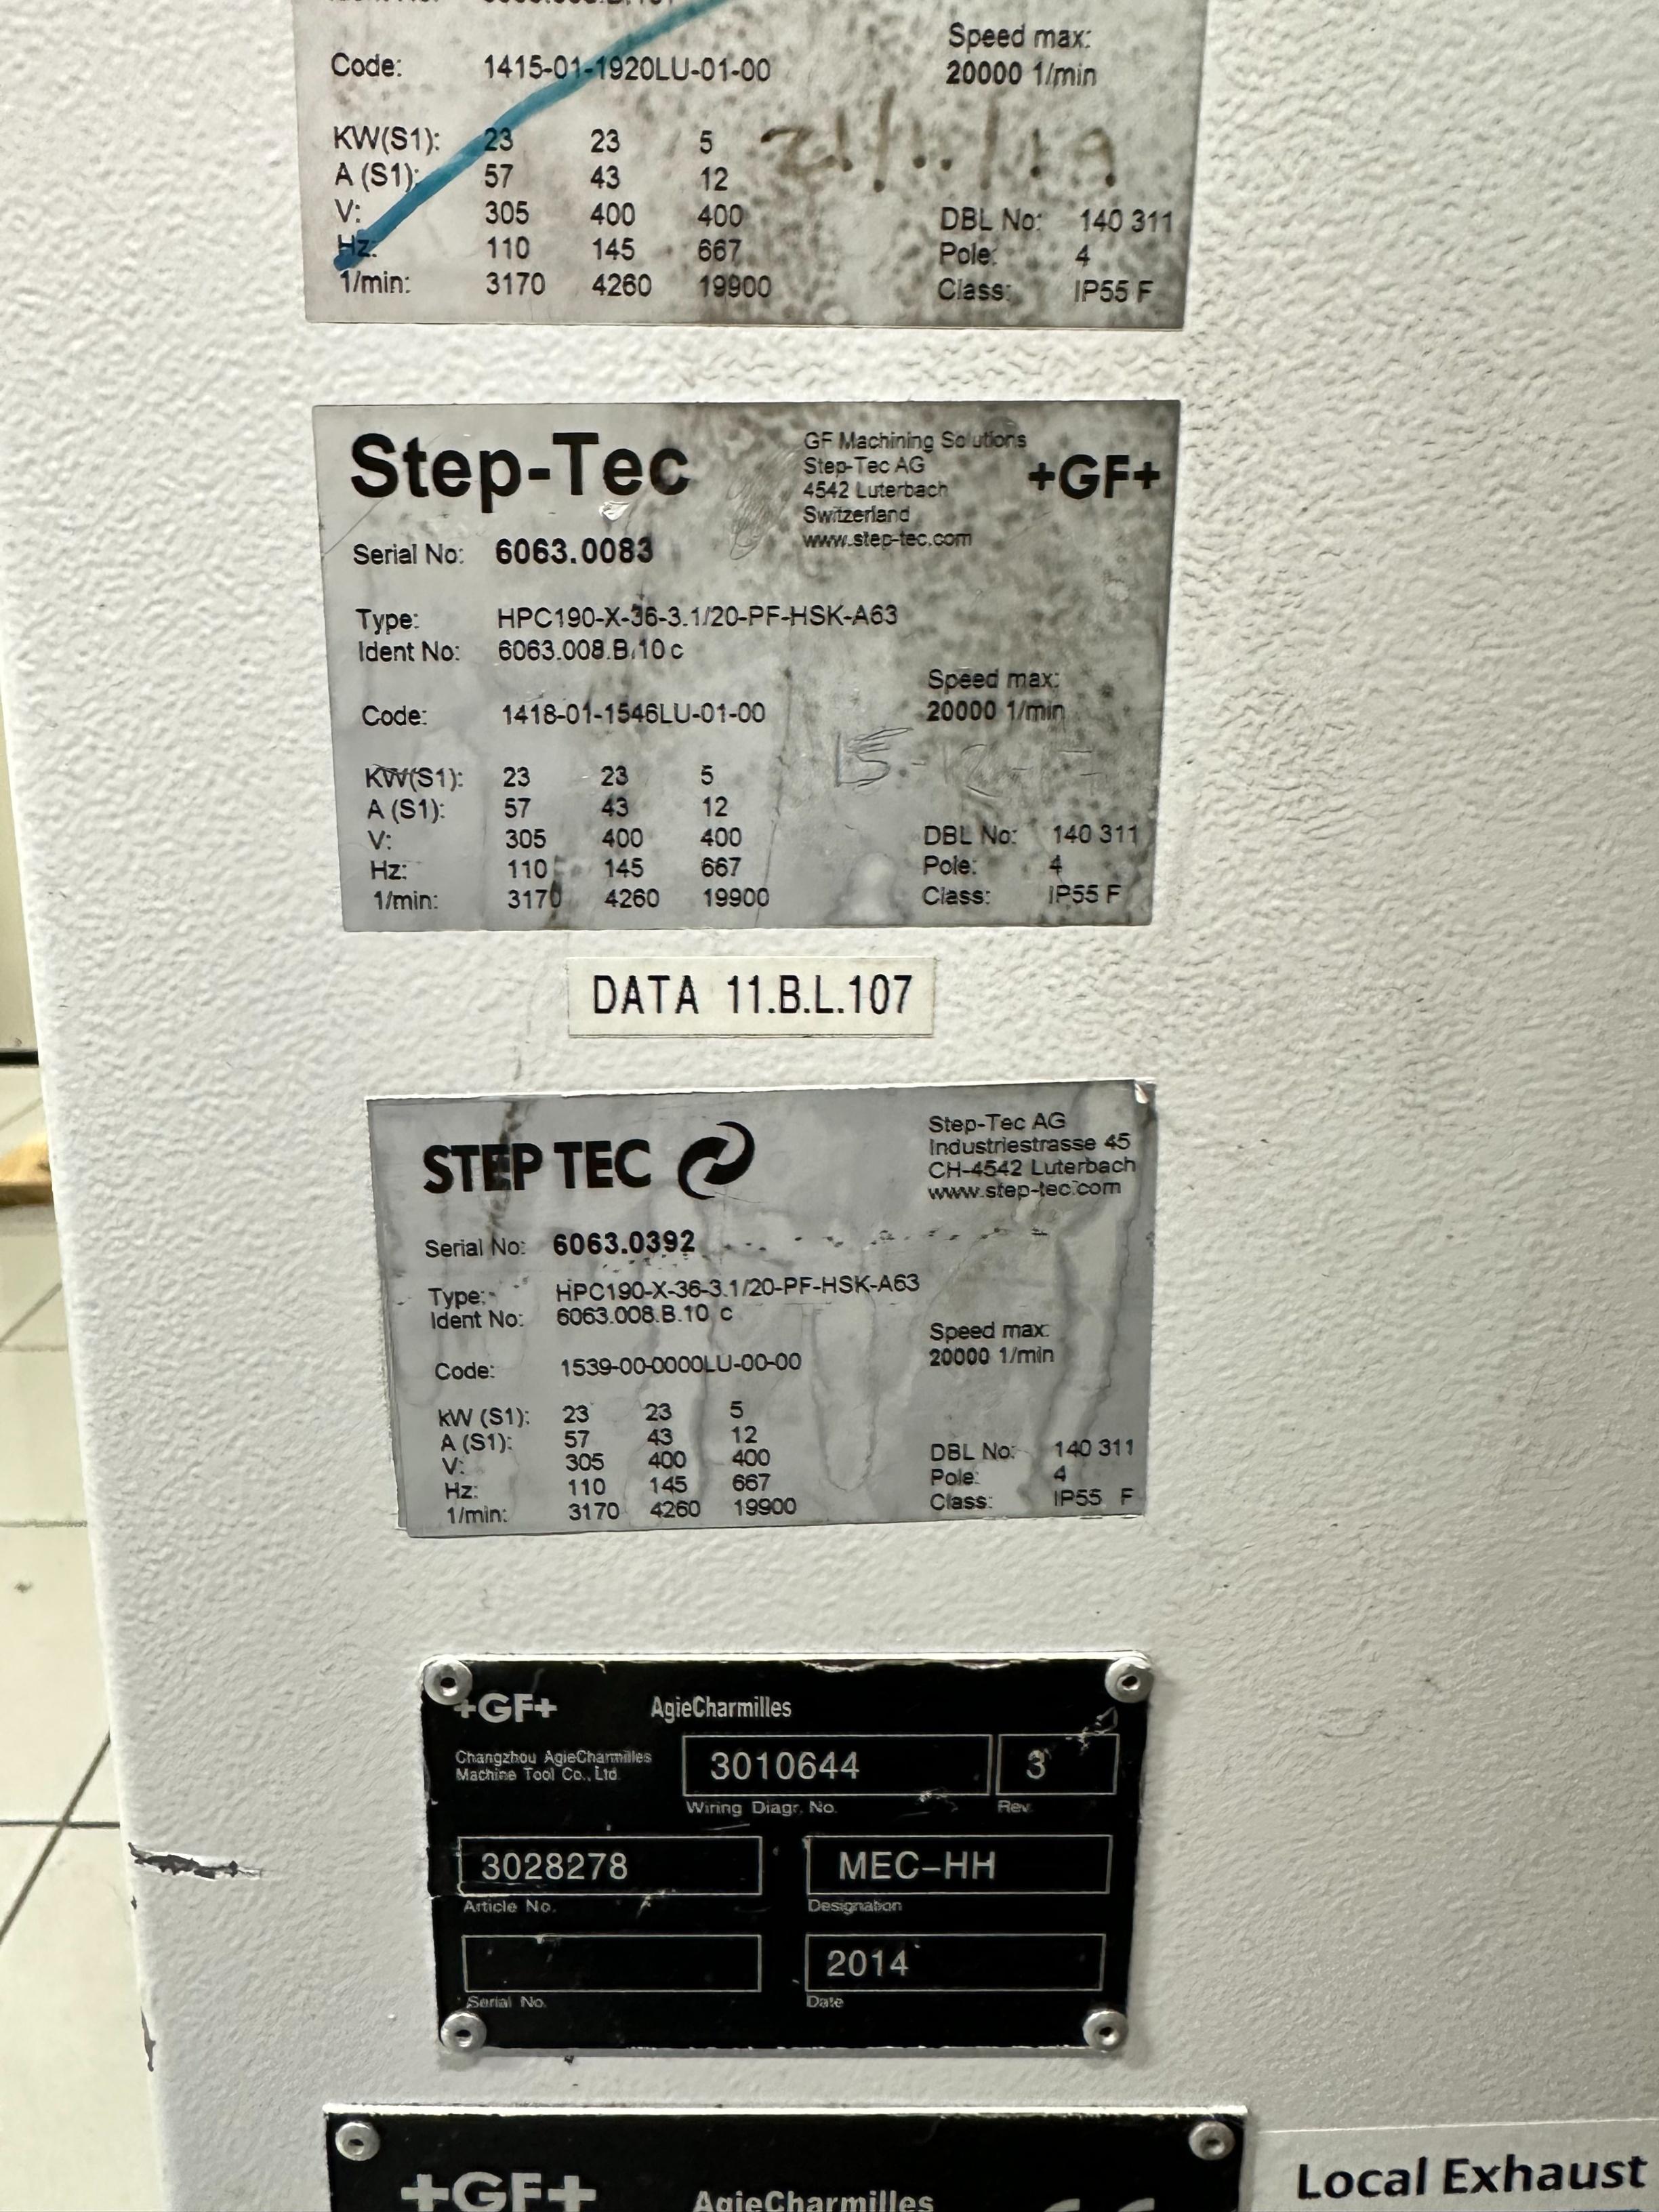 Code: 1415-01-1920LU-01-00
Speed max:
20000 1/min
KW(S1): 23 23 5
A (S1): 57 43 12
V: 305 400 400
Hz: 110 145 667
1/min: 3170 4260 19900
DBL No: 140 311
Pole: 4
Class: IP55 F
Step-Tec
GF Machining Solutions
Step-Tec AG
4542 Luterbach
Switzerland
www.step-tec.com
+GF+
Serial No: 6063.0083
Type: HPC190-X-36-3.1/20-PF-HSK-A63
Ident No: 6063.008.B.10 c
Code: 1418-01-1546LU-01-00
Speed max:
20000 1/min
KW(S1): 23 23 5
A (S1): 57 43 12
V: 305 400 400
Hz: 110 145 667
1/min: 3170 4260 19900
DBL No: 140 311
Pole: 4
Class: IP55 F
DATA 11.B.L.107
STEP TEC
Step-Tec AG
Industriestrasse 45
CH-4542 Luterbach
www.step-tec.com
Serial No: 6063.0392
Type: HPC190-X-36-3.1/20-PF-HSK-A63
Ident No: 6063.008.B.10 c
Code: 1539-00-0000LU-00-00
Speed max:
20000 1/min
kW (S1): 23 23 5
A (S1): 57 43 12
V: 305 400 400
Hz: 110 145 667
1/min: 3170 4260 19900
DBL No: 140 311
Pole: 4
Class: IP55 F
+GF+ AgieCharmilles
Changzhou AgieCharmilles
Machine Tool Co., Ltd.
3010644 3
Wiring Diagr. No. Rev.
3028278 MEC-HH
Article No. Designation
2014
Serial No. Date
+GF+ AgieCharmilles
Local Exhaust